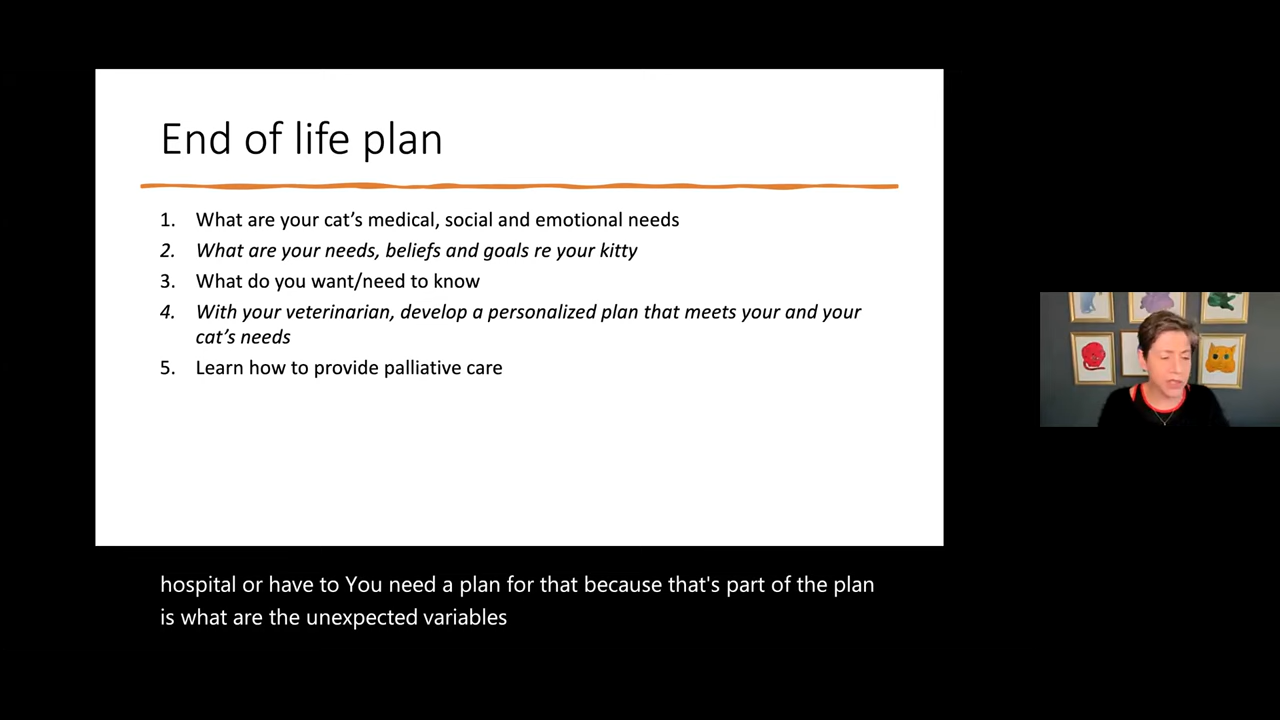 End of life plan
1. What are your cat's medical, social and emotional needs
2. What are your needs, beliefs and goals re your kitty
3. What do you want/need to know
4. With your veterinarian, develop a personalized plan that meets your and your
cat's needs
5. Learn how to provide palliative care
hospital or have to You need a plan for that because that's part of the plan
is what are the unexpected variables